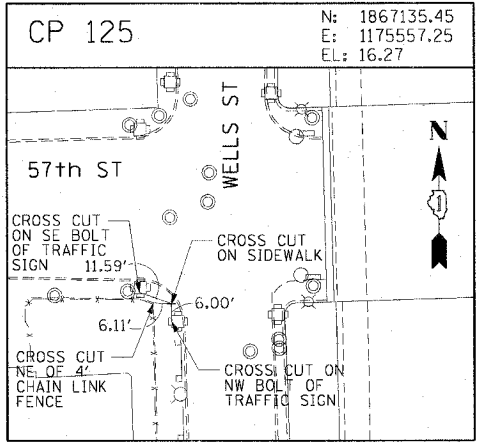 CP 125
N: 1867135.45
E: 1175557.25
EL: 16.27
WELLS ST
N
57th ST
1
CROSS CUT
ON SE BOLT
OF TRAFFIC
SIGN
11.59'
CROSS CUT
ON SIDEWALK
6.00'
6.11'
CROSS CUT
NE OF 4'
CHAIN LINK
FENCE
CROSS CUT ON
NW BOLT OF
TRAFFIC SIGN